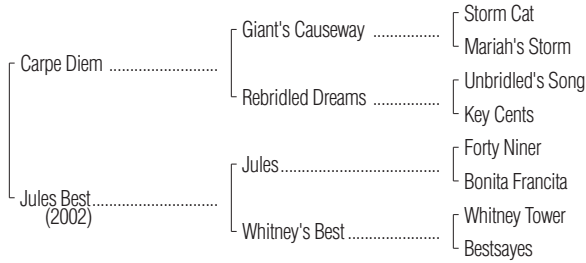 Storm Cat
Giant's Causeway ..................
Mariah's Storm
Carpe Diem ........................
Unbridled's Song
Rebridled Dreams ...............
Key Cents
Forty Niner
Jules.....................................
Bonita Francita
Jules Best............................
(2002)
Whitney Tower
Whitney's Best .....................
Bestsayes